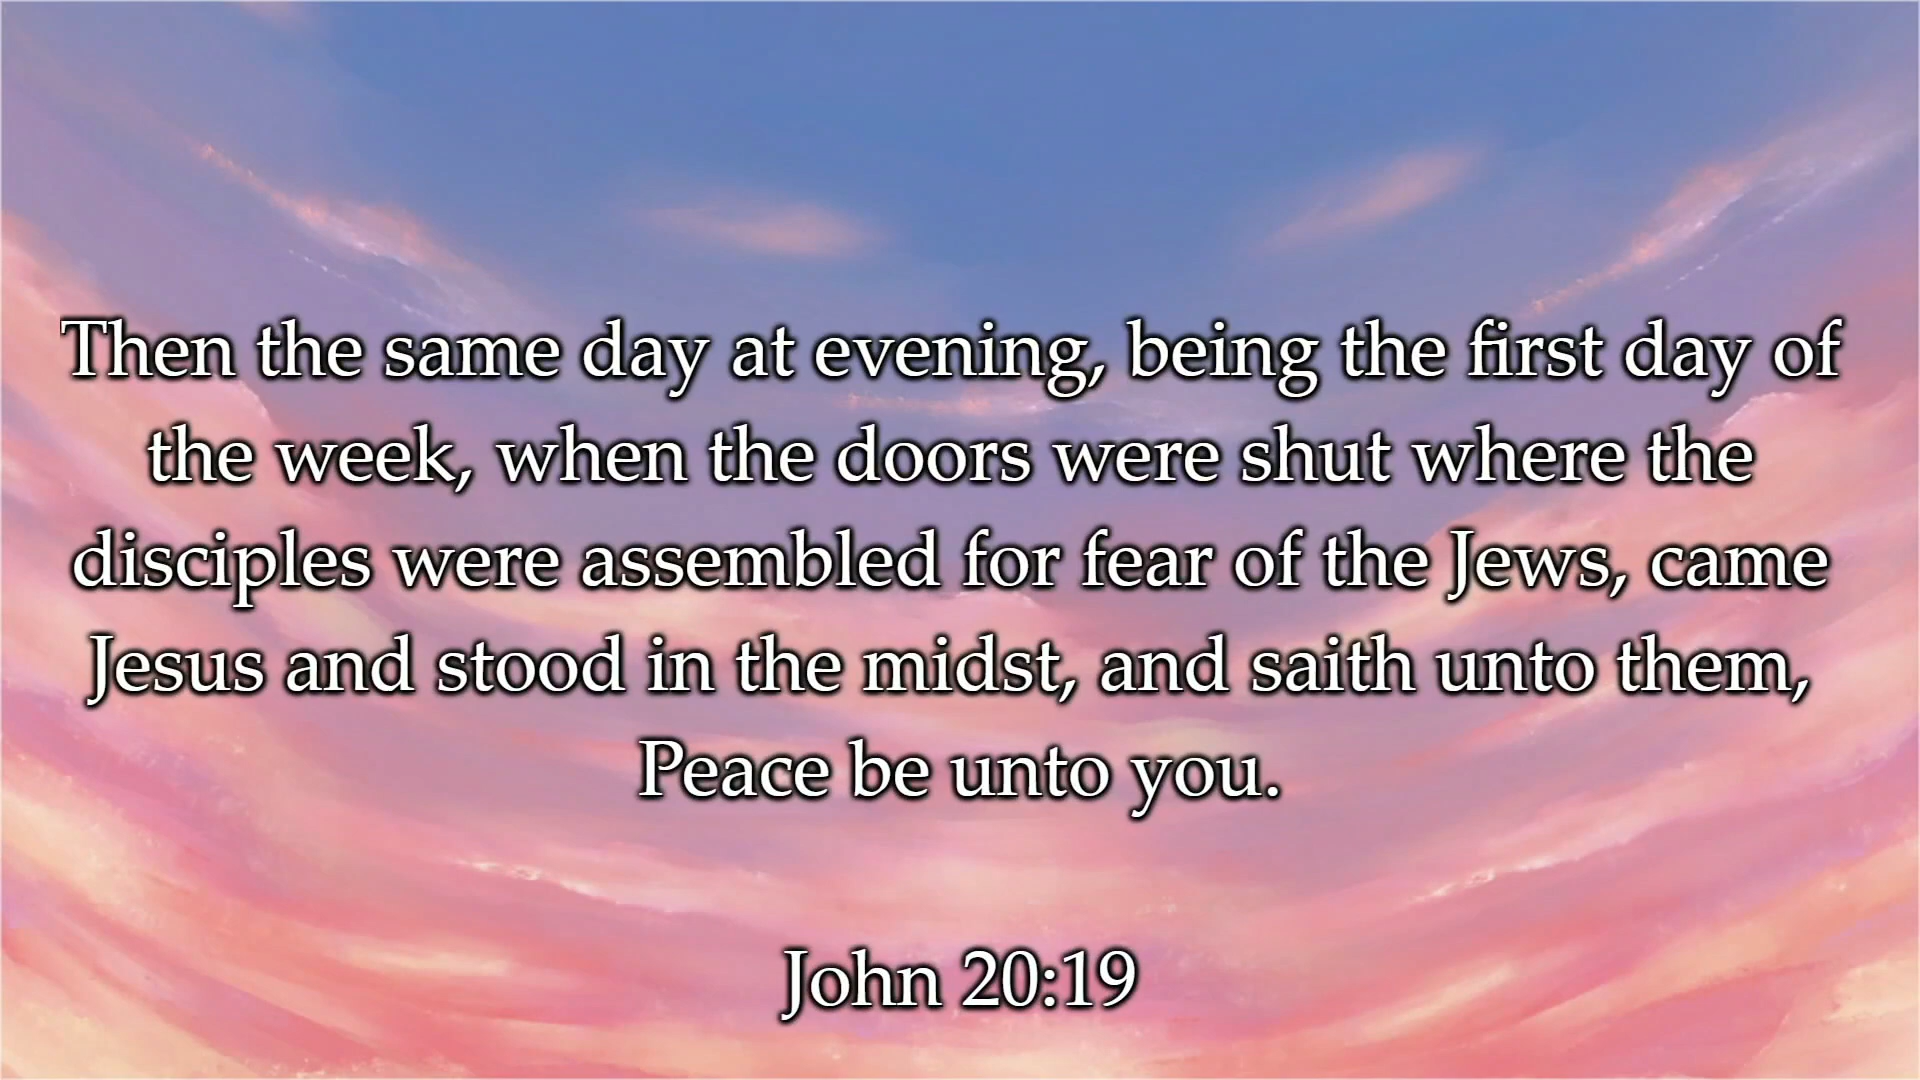 Then the same day at evening, being the first day of
the week, when the doors were shut where the
disciples were assembled for fear of the Jews, came
Jesus and stood in the midst, and saith unto them,
Peace be unto you.
John 20:19